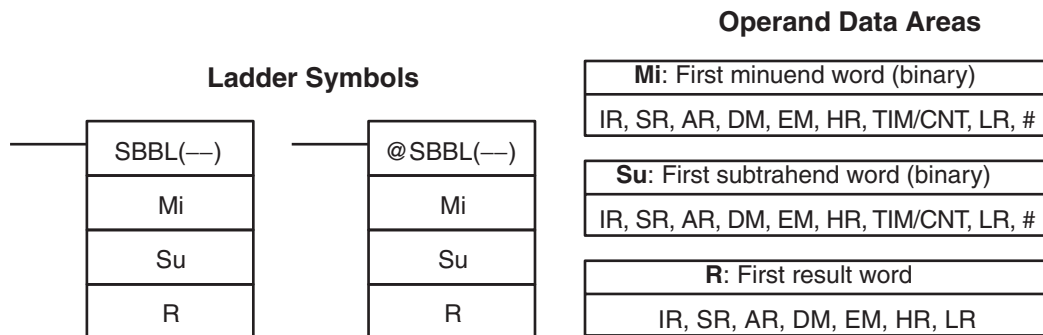 Operand Data Areas
Ladder Symbols
Mi: First minuend word (binary)
IR, SR, AR, DM, EM, HR, TIM/CNT, LR, #
SBBL(−−)
@SBBL(−−)
Mi
Mi
Su: First subtrahend word (binary)
IR, SR, AR, DM, EM, HR, TIM/CNT, LR, #
Su
Su
R: First result word
R
R
IR, SR, AR, DM, EM, HR, LR